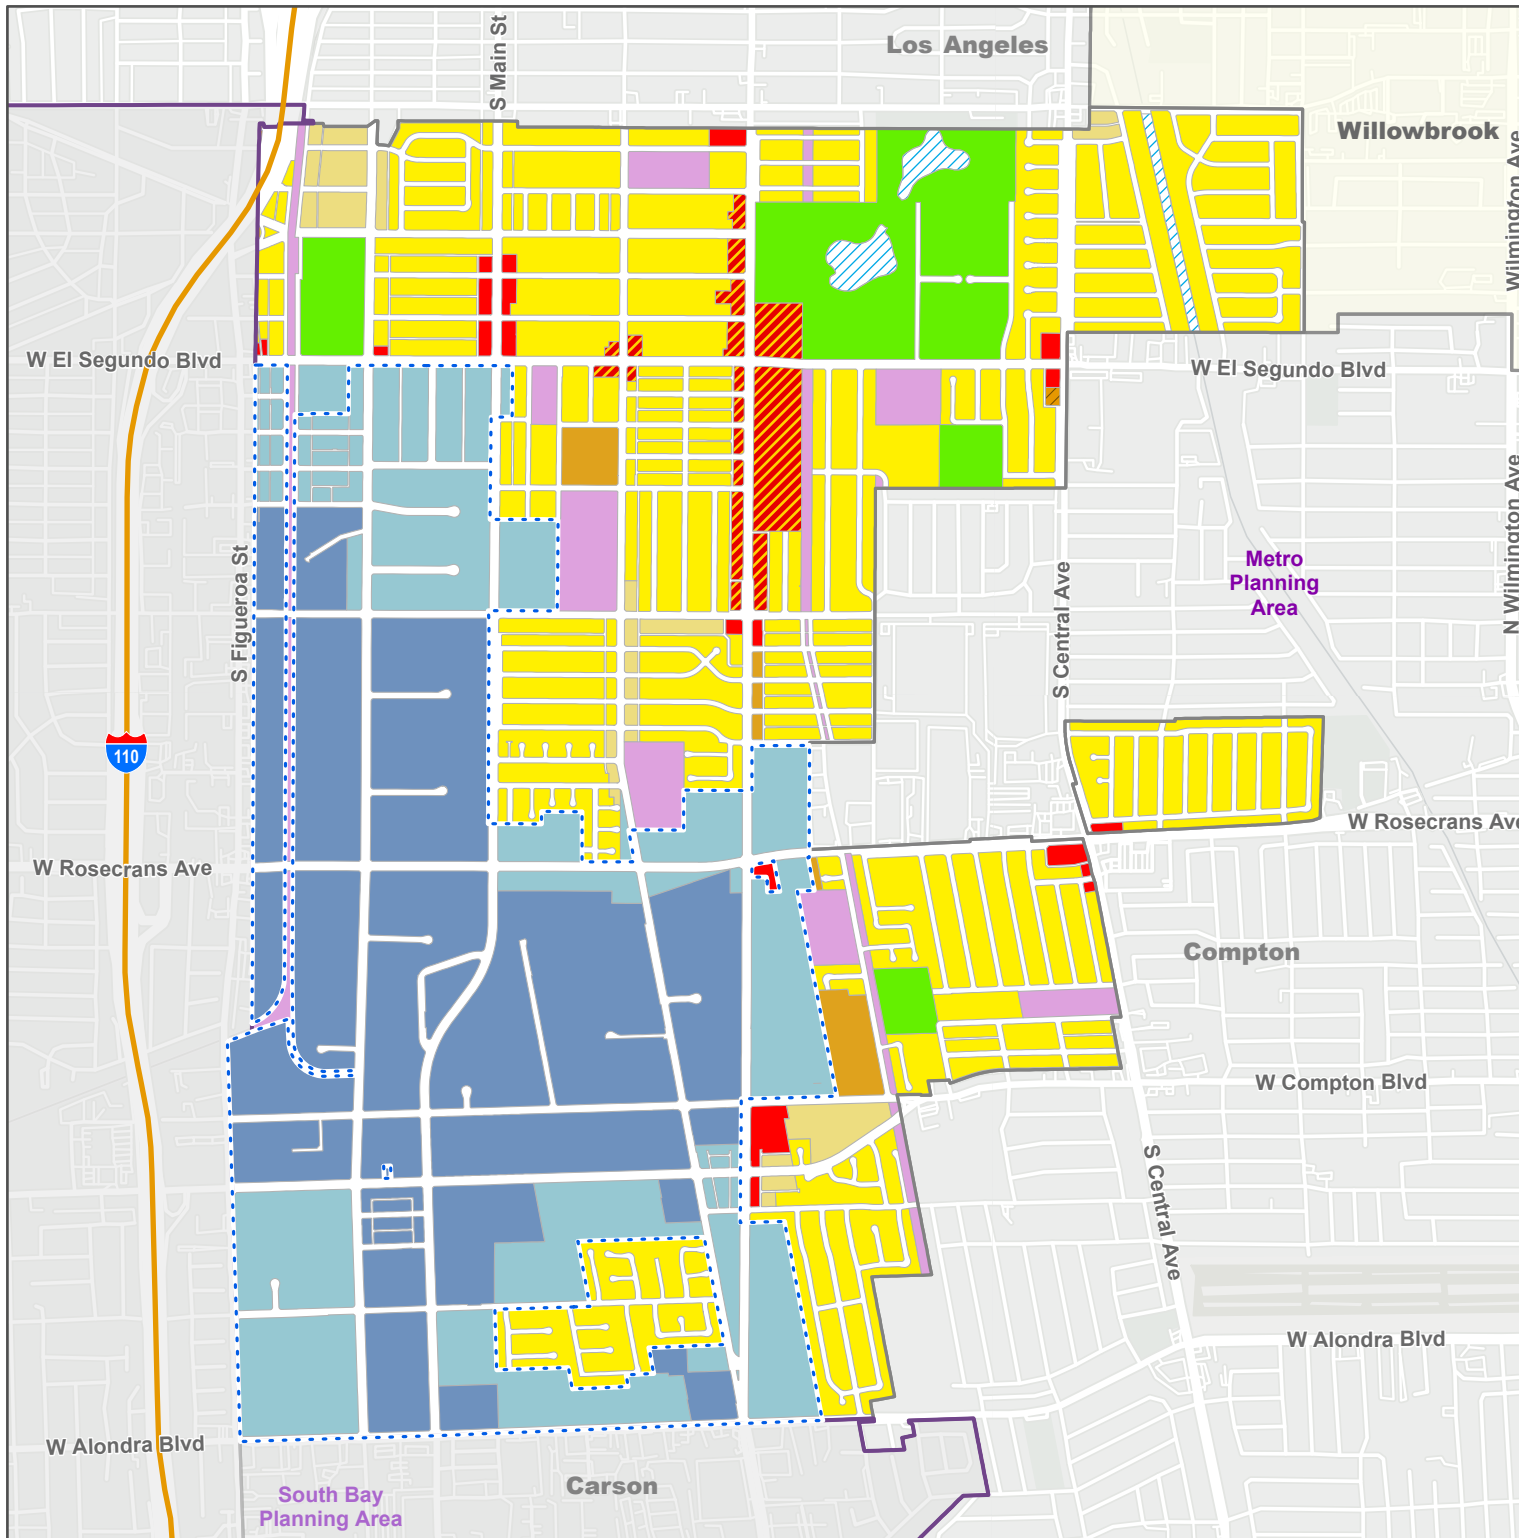 Los Angeles
S Main St
Willowbrook
Wilmington Ave
W El Segundo Blvd
W El Segundo Blvd
N Wilmington Ave
S Figueroa St
Metro
Planning
Area
S Central Ave
110
W Rosecrans Ave
W Rosecrans Ave
Compton
W Compton Blvd
S Central Ave
W Alondra Blvd
W Alondra Blvd
Carson
South Bay
Planning Area